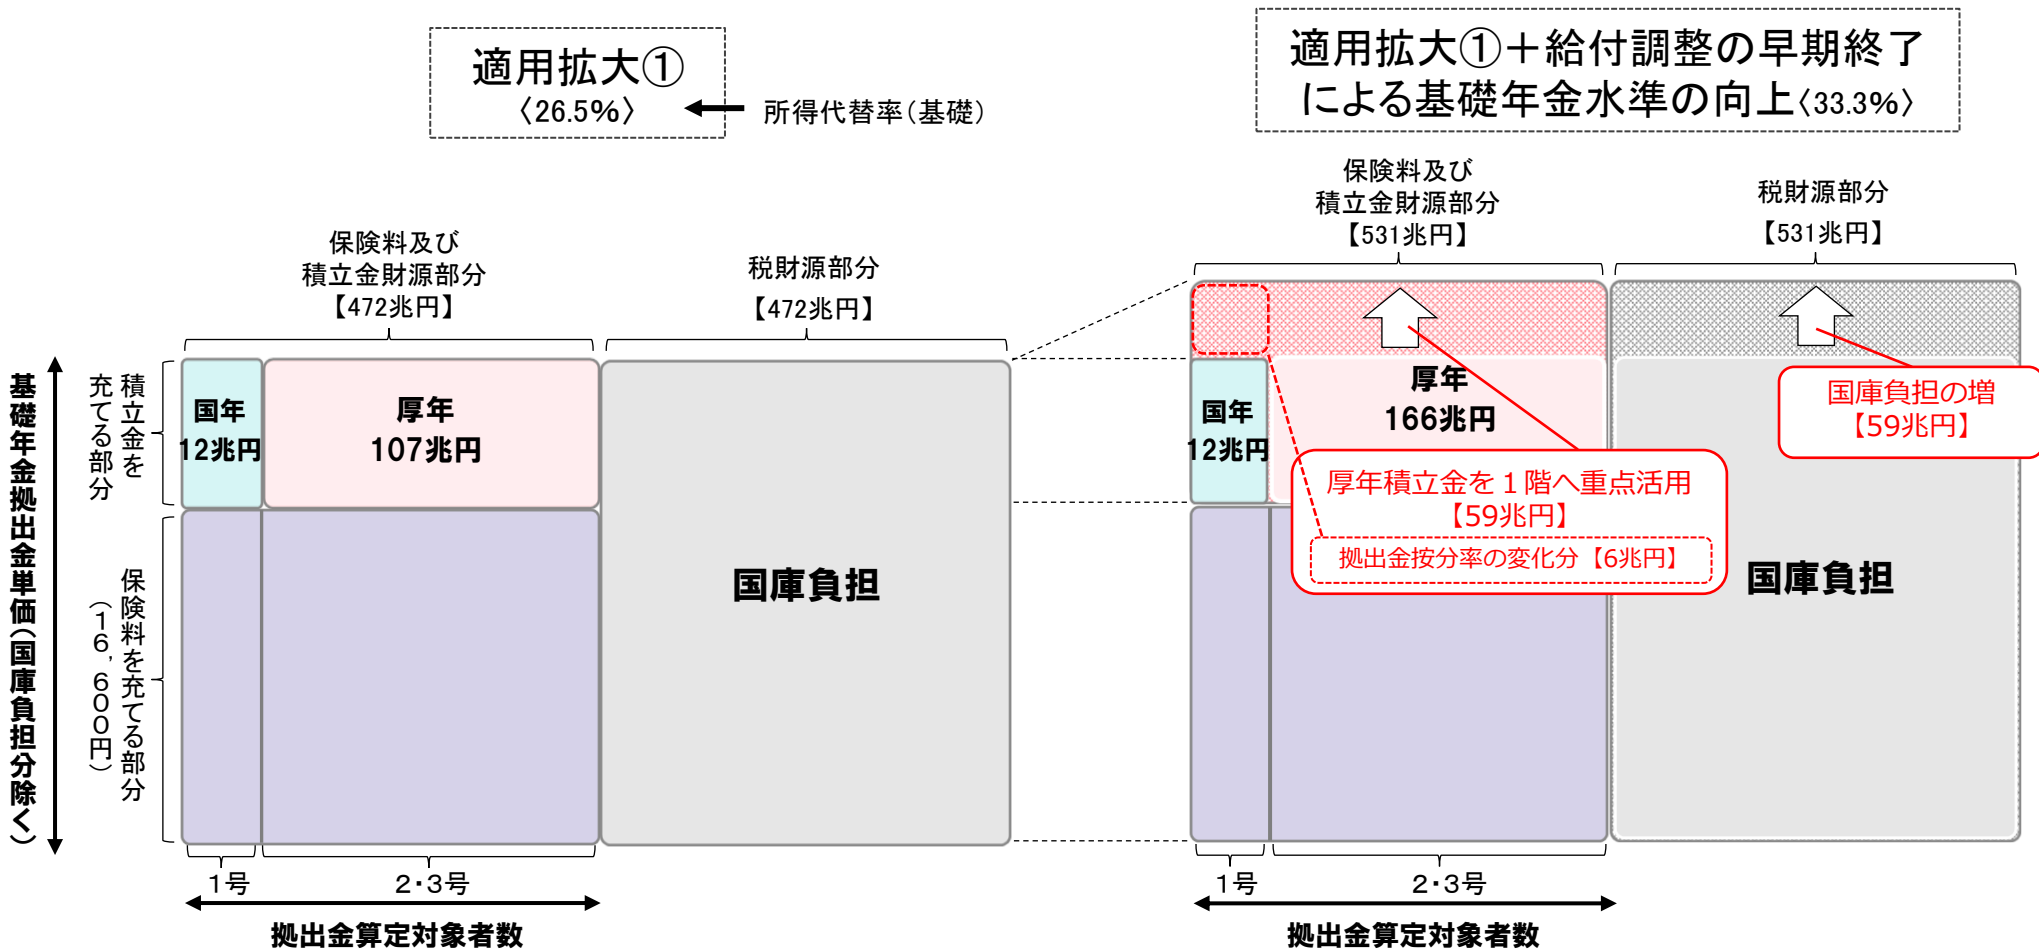 適用拡大①
〈26.5%〉
所得代替率(基礎)
適用拡大①+給付調整の早期終了
による基礎年金水準の向上〈33.3%〉
保険料及び
積立金財源部分
【472兆円】
税財源部分
【472兆円】
保険料及び
積立金財源部分
【531兆円】
税財源部分
【531兆円】
基礎年金拠出金単価(国庫負担分除く)
積立金を
充てる部分
保険料を充てる部分
(16,600円)
国年
12兆円
厚年
107兆円
国庫負担
1号
2・3号
拠出金算定対象者数
国年
12兆円
厚年
166兆円
厚年積立金を1階へ重点活用
【59兆円】
拠出金按分率の変化分【6兆円】
国庫負担の増
【59兆円】
国庫負担
1号
2・3号
拠出金算定対象者数